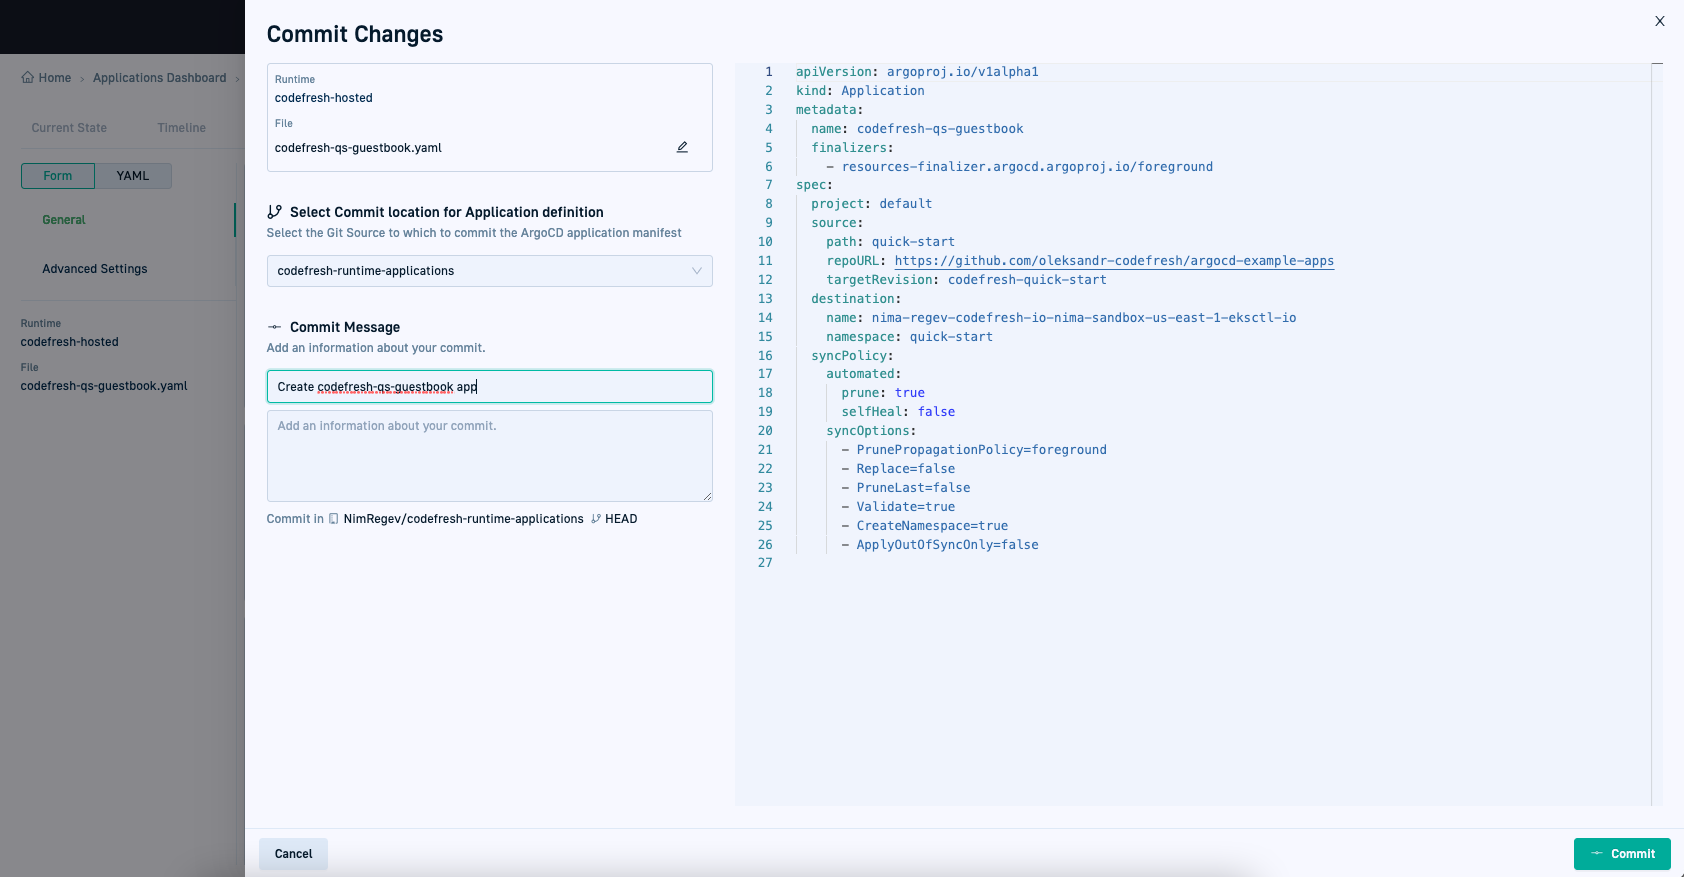 Commit Changes
X
Home > Applications Dashboard >
Current State Timeline
Form YAML
General
Advanced Settings
Runtime
codefresh-hosted
File
codefresh-qs-guestbook.yaml
Runtime
codefresh-hosted
File
codefresh-qs-guestbook.yaml
Select Commit location for Application definition
Select the Git Source to which to commit the ArgoCD application manifest
codefresh-runtime-applications
Commit Message
Add an information about your commit.
Create codefresh-qs-guestbook app
Add an information about your commit.
Commit in NimRegev/codefresh-runtime-applications HEAD
1 apiVersion: argoproj.io/v1alpha1
2 kind: Application
3 metadata:
4   name: codefresh-qs-guestbook
5   finalizers:
6     - resources-finalizer.argocd.argoproj.io/foreground
7 spec:
8   project: default
9   source:
10     path: quick-start
11     repoURL: https://github.com/oleksandr-codefresh/argocd-example-apps
12     targetRevision: codefresh-quick-start
13   destination:
14     name: nima-regev-codefresh-io-nima-sandbox-us-east-1-eksctl-io
15     namespace: quick-start
16   syncPolicy:
17     automated:
18       prune: true
19       selfHeal: false
20     syncOptions:
21       - PrunePropagationPolicy=foreground
22       - Replace=false
23       - PruneLast=false
24       - Validate=true
25       - CreateNamespace=true
26       - ApplyOutOfSyncOnly=false
27
Cancel
Commit